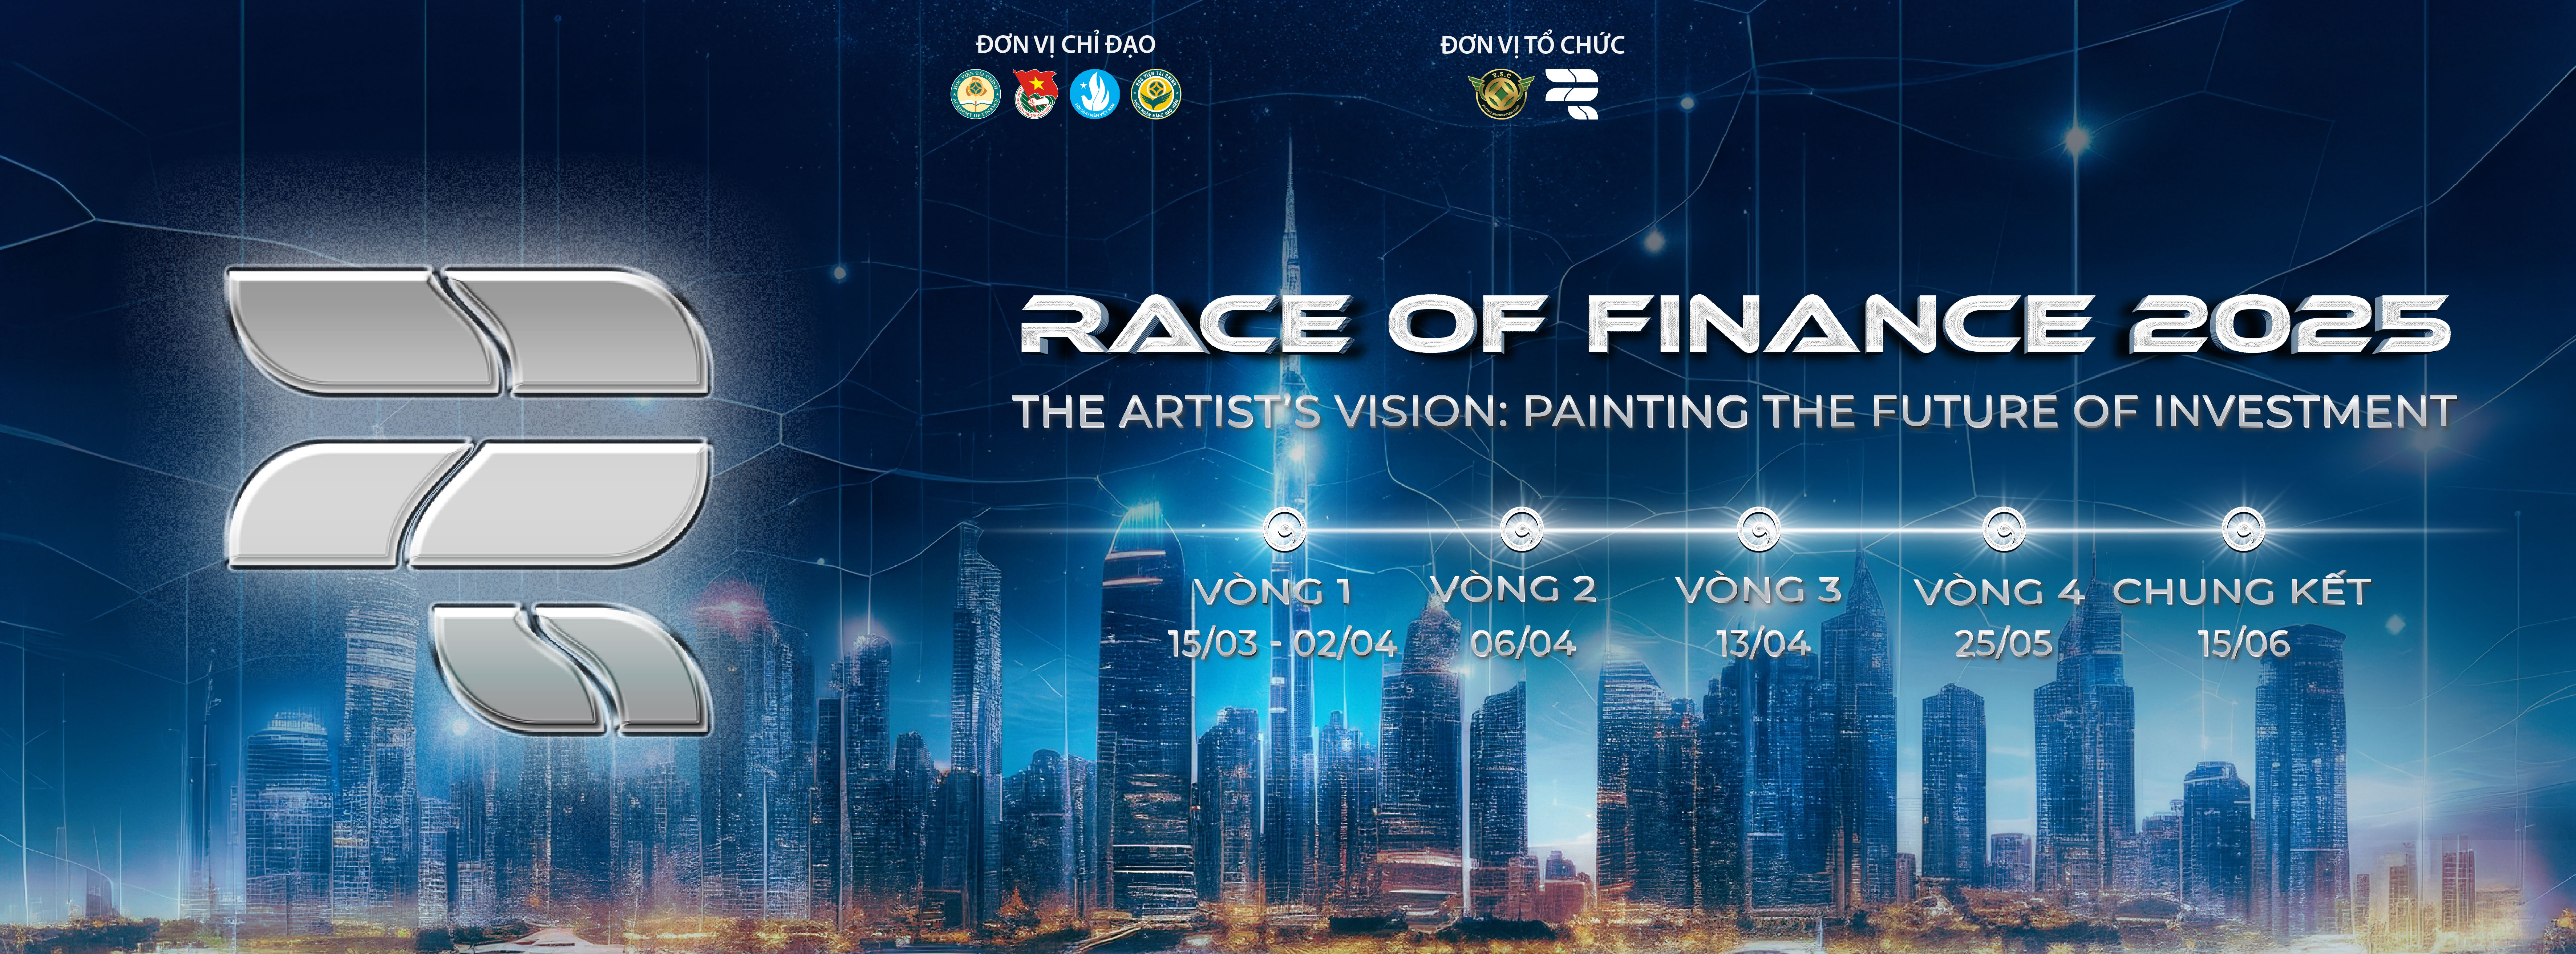 ĐƠN VỊ CHỈ ĐẠO
ĐƠN VỊ TỔ CHỨC
Y.S.C
RACE OF FINANCE 2025
THE ARTIST'S VISION: PAINTING THE FUTURE OF INVESTMENT
VÒNG 1
15/03 - 02/04
VÒNG 2
06/04
VÒNG 3
13/04
VÒNG 4
25/05
CHUNG KẾT
15/06